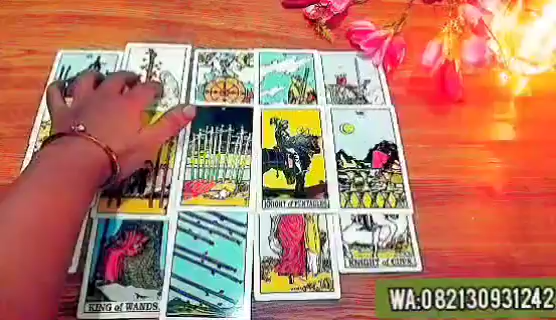 KNIGHT of PENTACLES
KING of WANDS
KNIGHT of CUPS
WA:082130931242